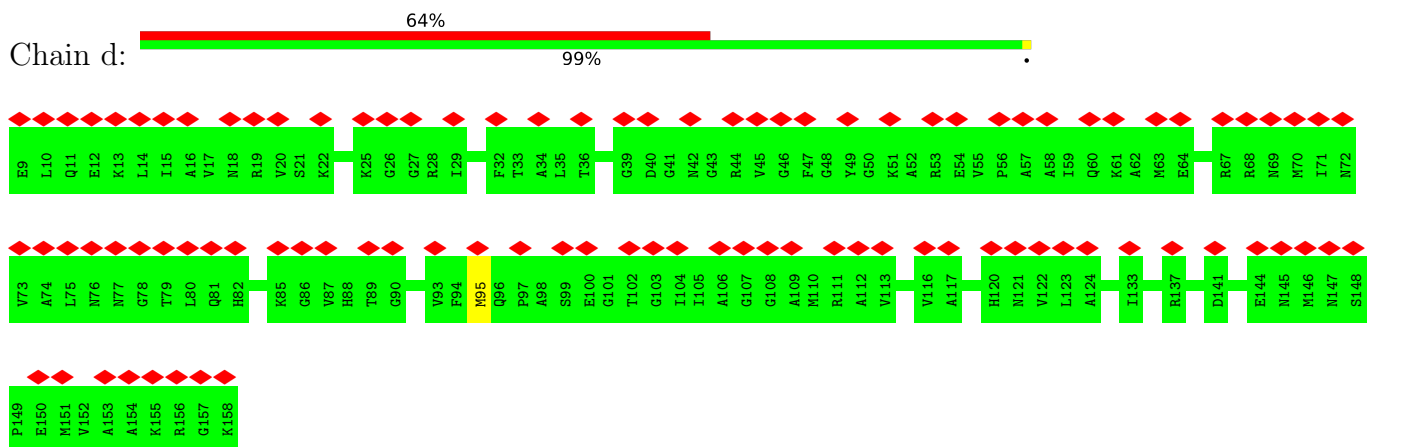 64%
Chain d:
99%
.
E9 L10 Q11 E12 K13 L14 I15 A16 V17 N18 R19 V20 S21 K22 K25 G26 G27 R28 I29 F32 T33 A34 L35 T36 G39 D40 G41 N42 G43 R44 V45 G46 F47 G48 Y49 G50 K51 A52 R53 E54 V55 P56 A57 A58 I59 Q60 K61 A62 M63 E64 R67 R68 N69 M70 I71 N72
V73 A74 L75 N76 N77 G78 T79 L80 Q81 H82 K85 G86 V87 H88 T89 G90 V93 F94 M95 Q96 P97 A98 S99 E100 G101 T102 G103 I104 I105 A106 G107 G108 A109 M110 R111 A112 V113 V116 A117 H120 N121 V122 L123 A124 I133 R137 D141 E144 N145 M146 N147 S148
P149 E150 M151 V152 A153 A154 K155 R156 G157 K158